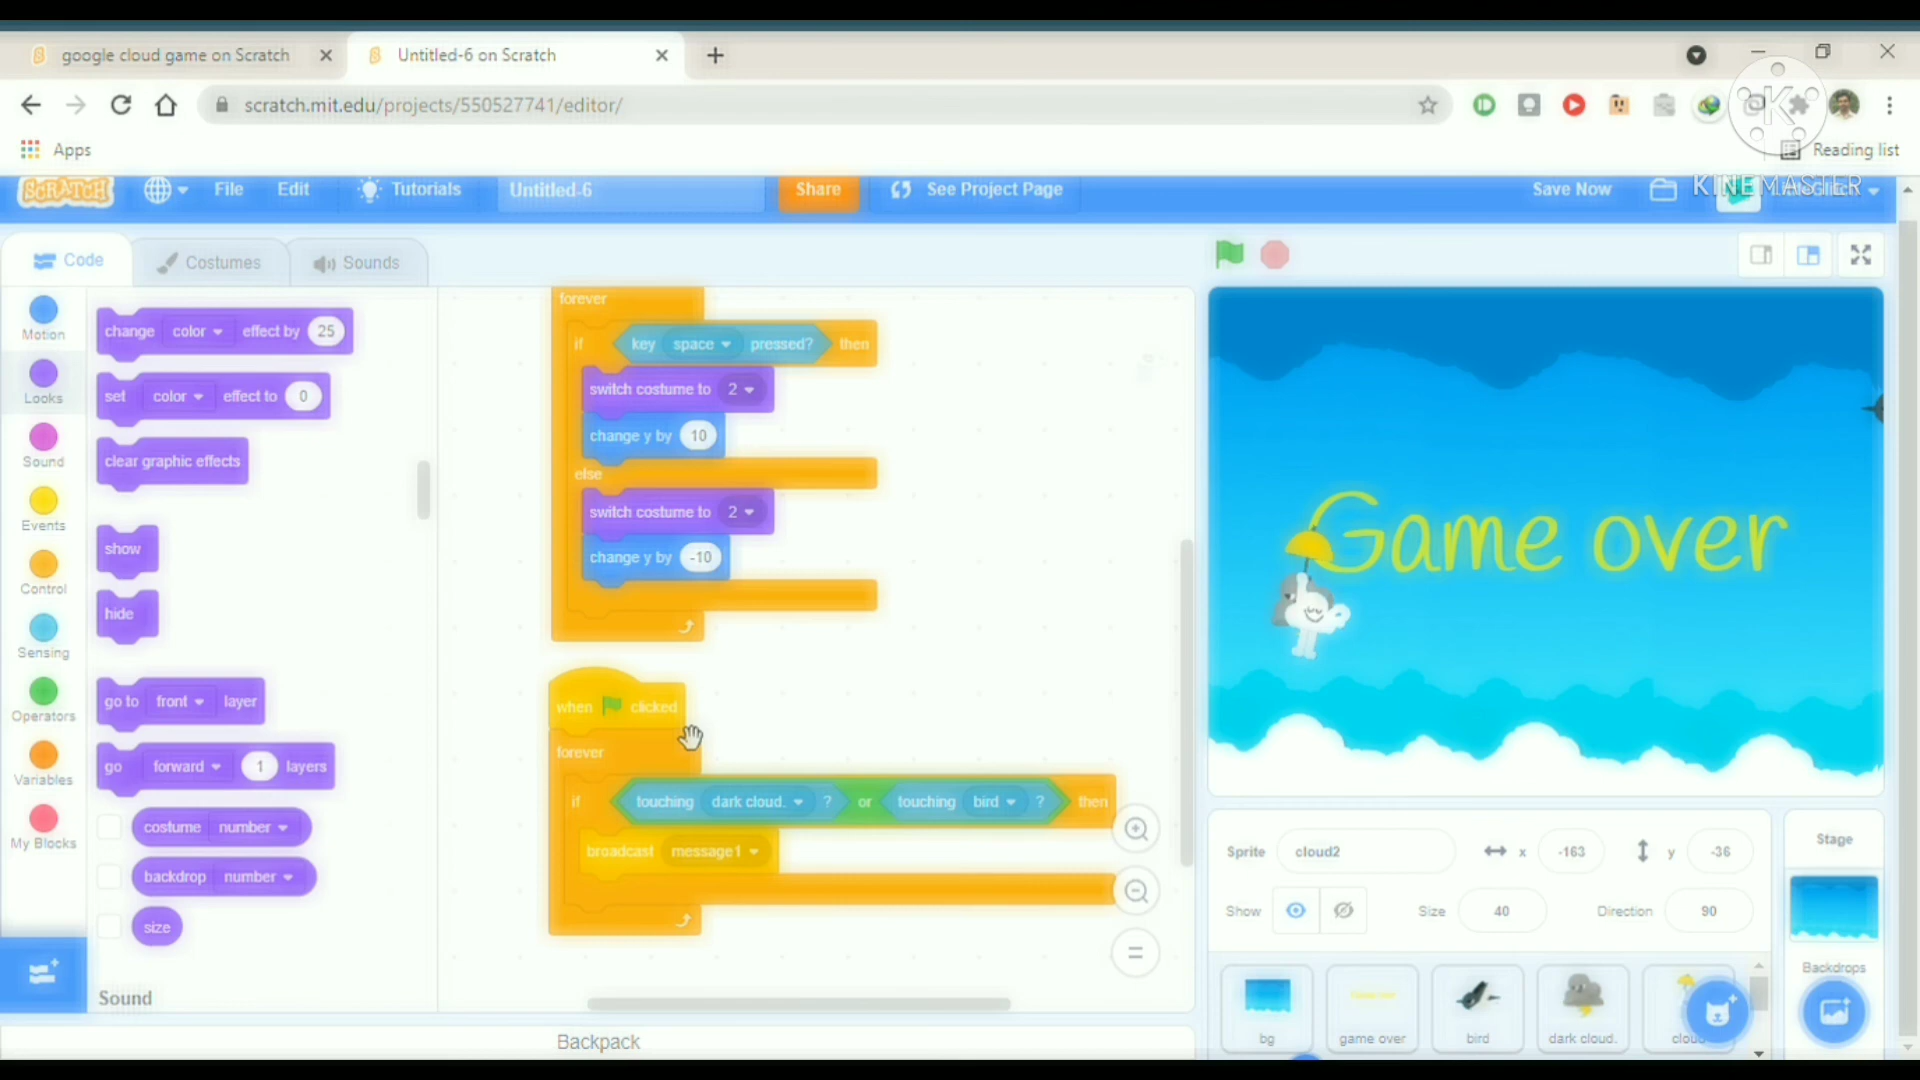 google cloud game on Scratch
Untitled-6 on Scratch
scratch.mit.edu/projects/550527741/editor/
Apps
Reading list
KINEMASTER
SCRATCH
File
Edit
Tutorials
Untitled-6
Share
See Project Page
Save Now
Code
Costumes
Sounds
Motion
Looks
Sound
Events
Control
Sensing
Operators
Variables
My Blocks
change color effect by 25
set color effect to 0
clear graphic effects
show
hide
go to front layer
go forward 1 layers
costume number
backdrop number
size
Sound
forever
if key space pressed? then
switch costume to 2
change y by 10
else
switch costume to 2
change y by -10
when clicked
forever
if touching dark cloud. ? or touching bird ? then
broadcast message1
Backpack
Game over
Sprite cloud2 x -163 y -36
Show Size 40 Direction 90
Stage
Backdrops
bg
game over
bird
dark cloud.